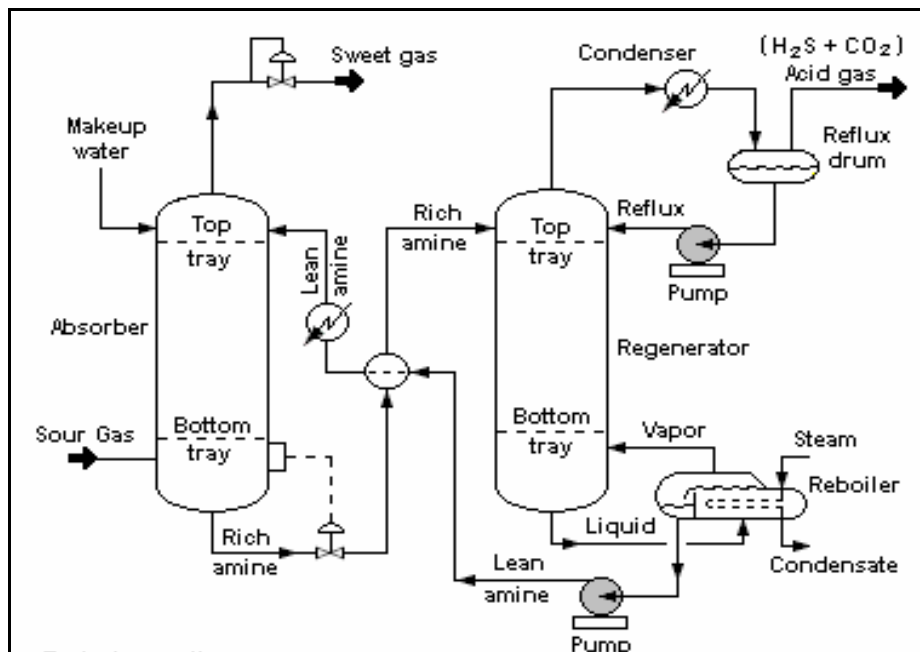 Sweet gas
Condenser
(H₂S + CO₂)
Acid gas
Makeup
water
Reflux
drum
Top
tray
Lean
amine
Rich
amine
Top
tray
Reflux
Pump
Absorber
Regenerator
Sour Gas
Bottom
tray
Bottom
tray
Vapor
Steam
Reboiler
Rich
amine
Liquid
Condensate
Lean
amine
Pump